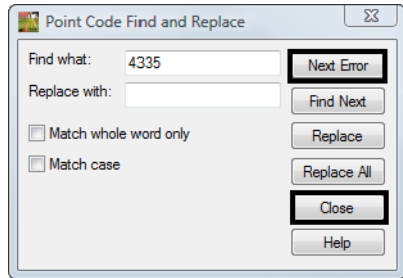 Point Code Find and Replace
Find what: 4335
Next Error
Replace with:
Find Next
Match whole word only
Replace
Match case
Replace All
Close
Help